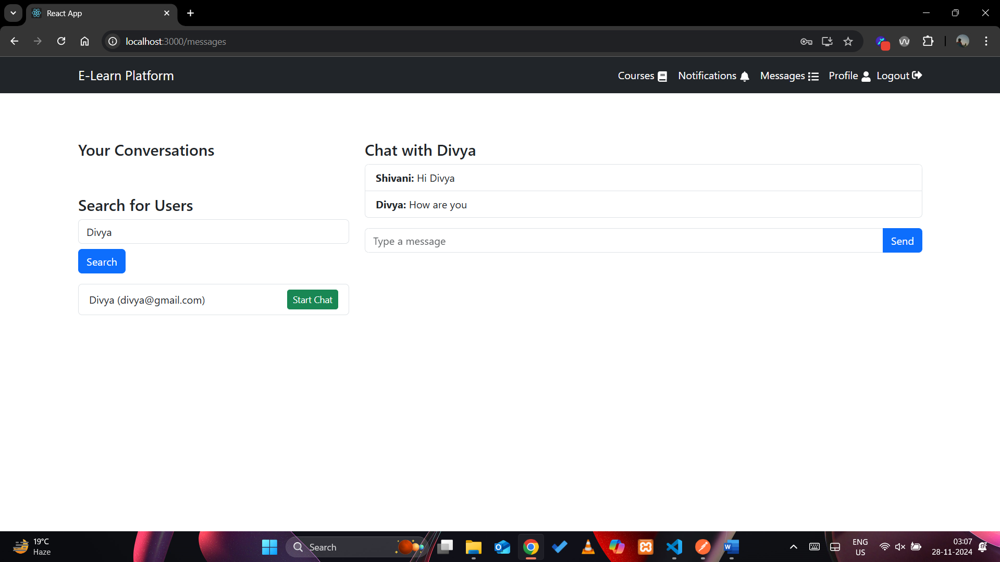 React App
localhost:3000/messages
E-Learn Platform
Courses Notifications Messages Profile Logout
Your Conversations
Search for Users
Divya
Search
Divya (divya@gmail.com) Start Chat
Chat with Divya
Shivani: Hi Divya
Divya: How are you
Type a message Send
19°C
Haze
Search
ENG
US
03:07
28-11-2024